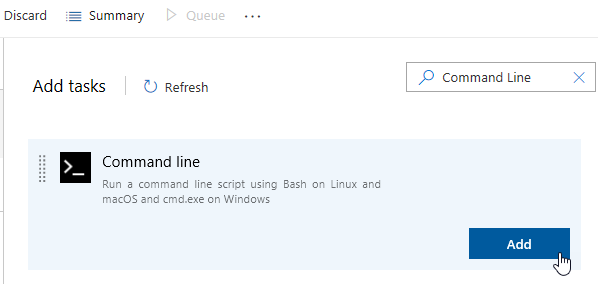 Discard Summary Queue ...
Add tasks Refresh Command Line
Command line
Run a command line script using Bash on Linux and
macOS and cmd.exe on Windows
Add